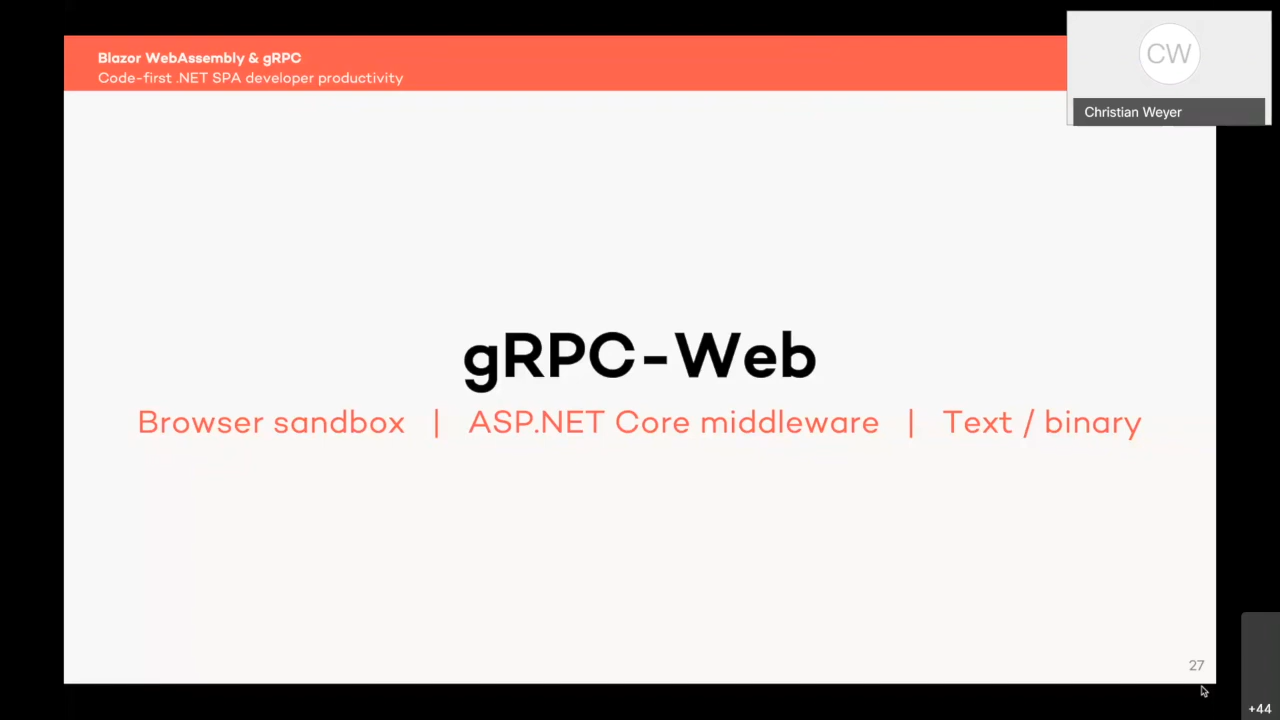 Blazor WebAssembly & gRPC
Code-first .NET SPA developer productivity
CW
Christian Weyer
gRPC-Web
Browser sandbox | ASP.NET Core middleware | Text / binary
27
+44